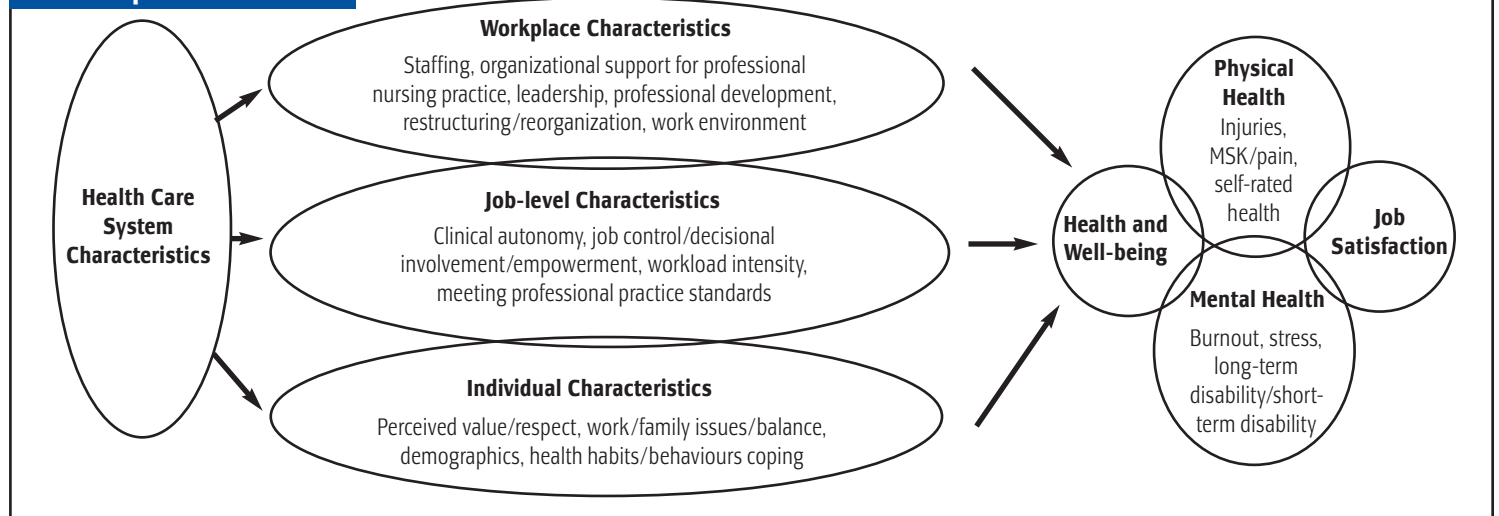 Health Care
System
Characteristics
Workplace Characteristics
Staffing, organizational support for professional
nursing practice, leadership, professional development,
restructuring/reorganization, work environment
Job-level Characteristics
Clinical autonomy, job control/decisional
involvement/empowerment, workload intensity,
meeting professional practice standards
Individual Characteristics
Perceived value/respect, work/family issues/balance,
demographics, health habits/behaviours coping
Health and
Well-being
Physical
Health
Injuries,
MSK/pain,
self-rated
health
Mental Health
Burnout, stress,
long-term
disability/short-
term disability
Job
Satisfaction